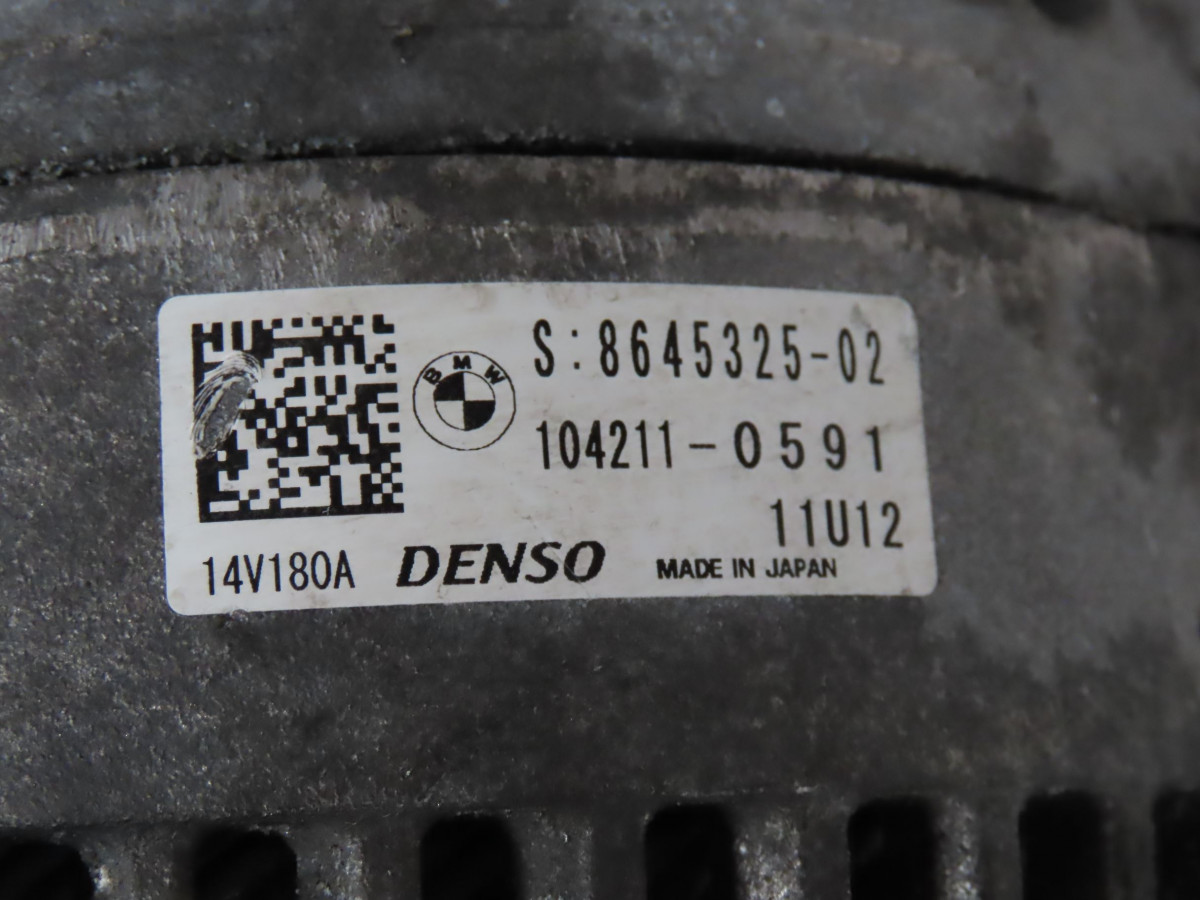 BMW
S:8645325-02
104211-0591
11U12
14V180A DENSO MADE IN JAPAN